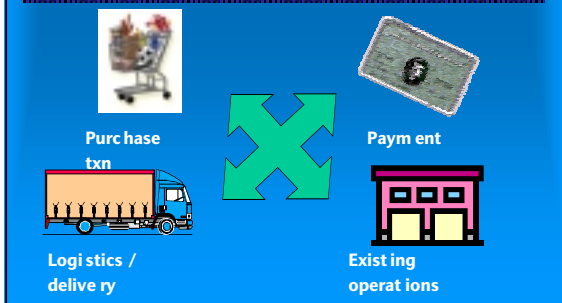 Purc hase
txn
Paym ent
Logi stics /
delive ry
Exist ing
operat ions